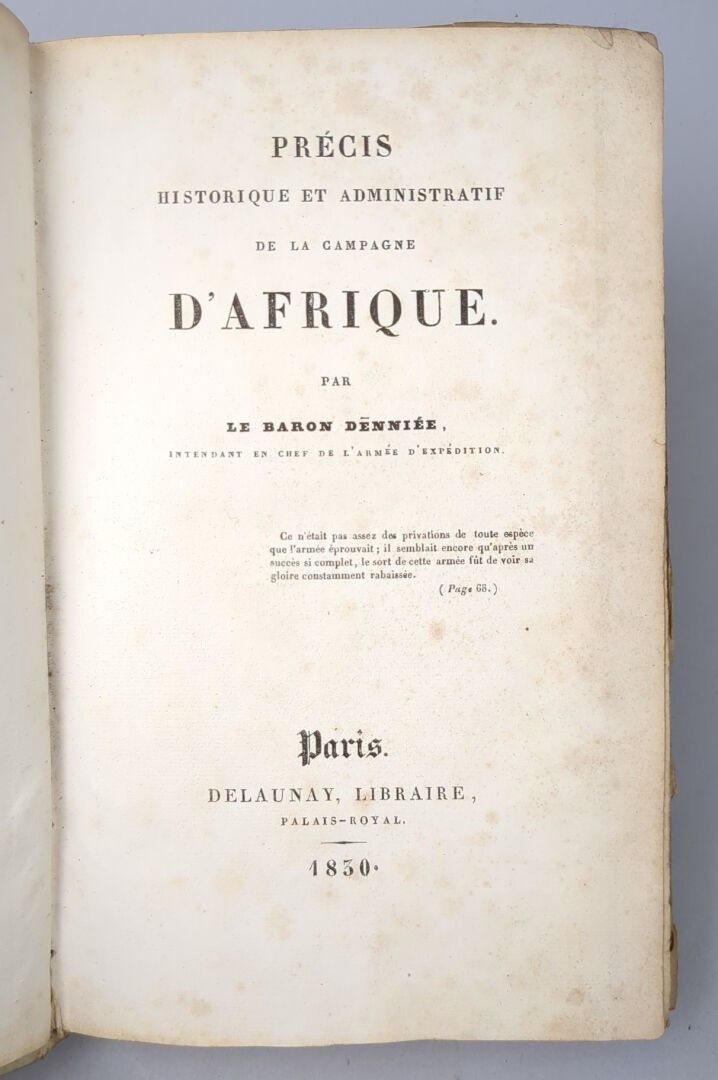 PRÉCIS
HISTORIQUE ET ADMINISTRATIF
DE LA CAMPAGNE
D'AFRIQUE.
PAR
LE BARON DENNIÉE,
INTENDANT EN CHEF DE L'ARMÉE D'EXPÉDITION.
Ce n'était pas assez des privations de toute espèce
que l'armée éprouvait ; il semblait encore qu'après un
succès si complet, le sort de cette armée fût de voir sa
gloire constamment rabaissée.
( Page 68. )
Paris.
DELAUNAY, LIBRAIRE,
PALAIS-ROYAL.
1830.